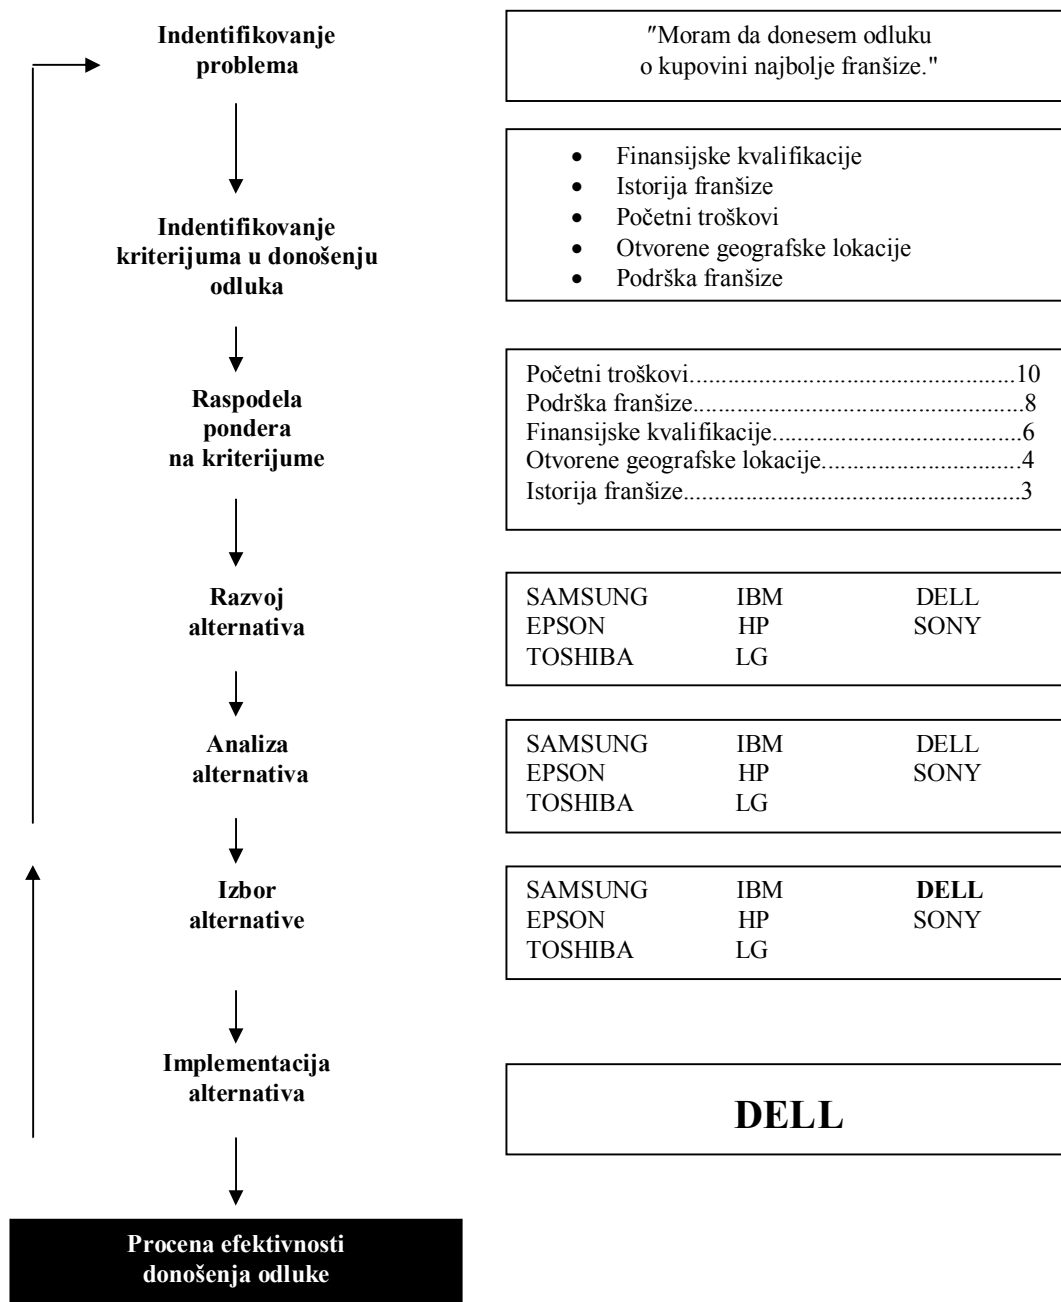 Indentifikovanje
problema
"Moram da donesem odluku
o kupovini najbolje franšize."
Indentifikovanje
kriterijuma u donošenju
odluka
• Finansijske kvalifikacije
• Istorija franšize
• Početni troškovi
• Otvorene geografske lokacije
• Podrška franšize
Raspodela
pondera
na kriterijume
Početni troškovi................................................10
Podrška franšize.................................................8
Finansijske kvalifikacije.....................................6
Otvorene geografske lokacije.............................4
Istorija franšize...................................................3
Razvoj
alternativa
SAMSUNG IBM DELL
EPSON HP SONY
TOSHIBA LG
Analiza
alternativa
SAMSUNG IBM DELL
EPSON HP SONY
TOSHIBA LG
Izbor
alternative
SAMSUNG IBM DELL
EPSON HP SONY
TOSHIBA LG
Implementacija
alternativa
DELL
Procena efektivnosti
donošenja odluke